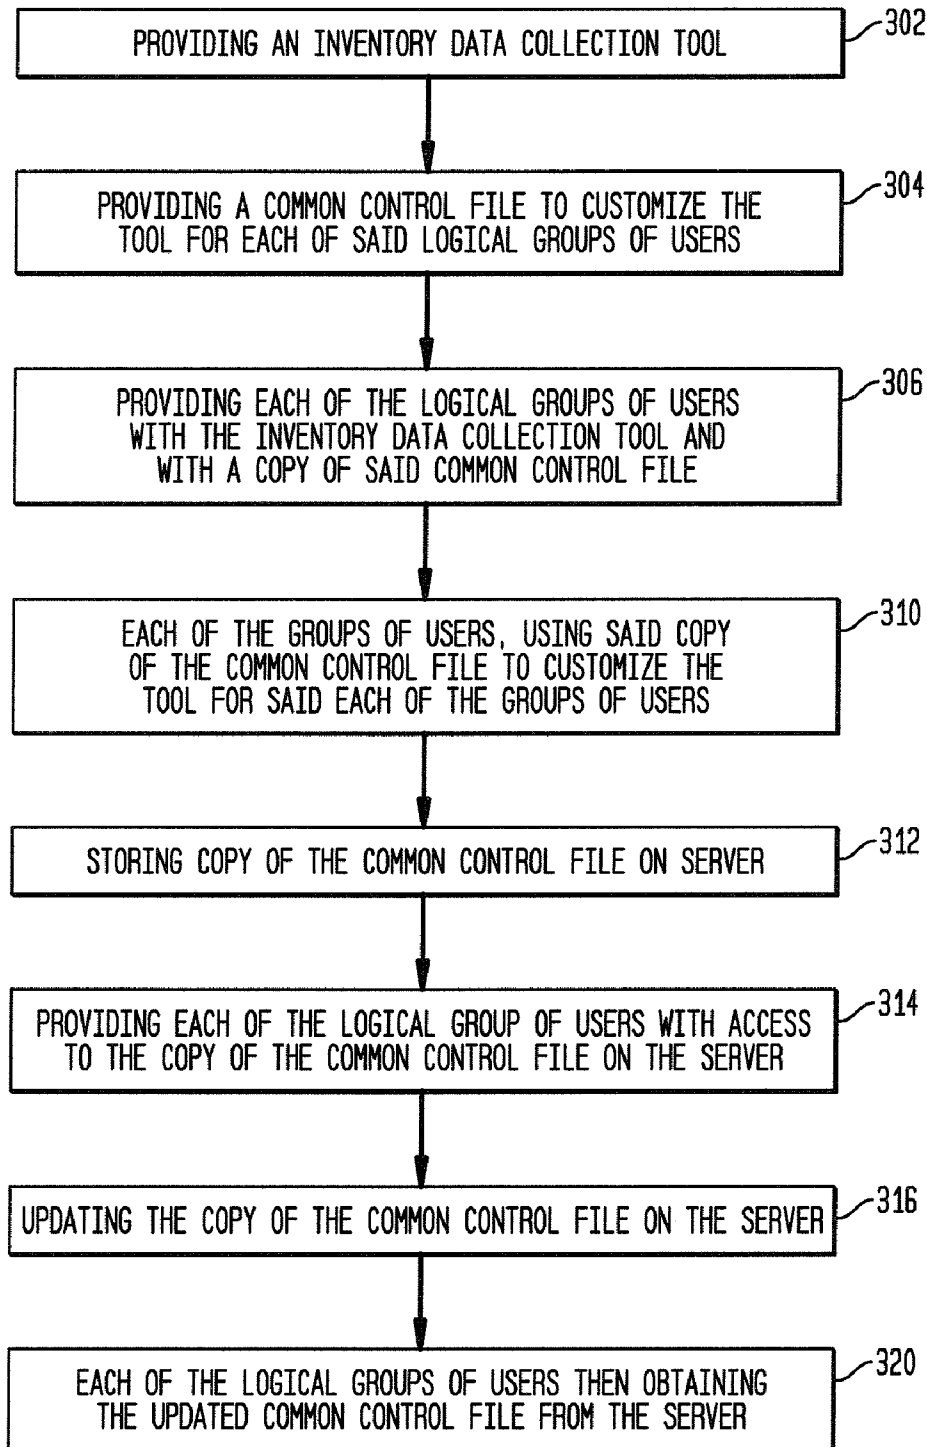 PROVIDING AN INVENTORY DATA COLLECTION TOOL
302
PROVIDING A COMMON CONTROL FILE TO CUSTOMIZE THE
TOOL FOR EACH OF SAID LOGICAL GROUPS OF USERS
304
PROVIDING EACH OF THE LOGICAL GROUPS OF USERS
WITH THE INVENTORY DATA COLLECTION TOOL AND
WITH A COPY OF SAID COMMON CONTROL FILE
306
EACH OF THE GROUPS OF USERS, USING SAID COPY
OF THE COMMON CONTROL FILE TO CUSTOMIZE THE
TOOL FOR SAID EACH OF THE GROUPS OF USERS
310
STORING COPY OF THE COMMON CONTROL FILE ON SERVER
312
PROVIDING EACH OF THE LOGICAL GROUP OF USERS WITH ACCESS
TO THE COPY OF THE COMMON CONTROL FILE ON THE SERVER
314
UPDATING THE COPY OF THE COMMON CONTROL FILE ON THE SERVER
316
EACH OF THE LOGICAL GROUPS OF USERS THEN OBTAINING
THE UPDATED COMMON CONTROL FILE FROM THE SERVER
320